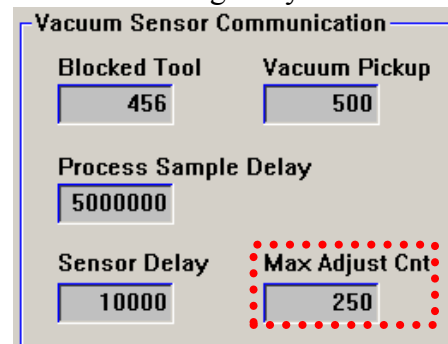 Vacuum Sensor Communication
Blocked Tool Vacuum Pickup
456 500
Process Sample Delay
5000000
Sensor Delay Max Adjust Cnt
10000 250